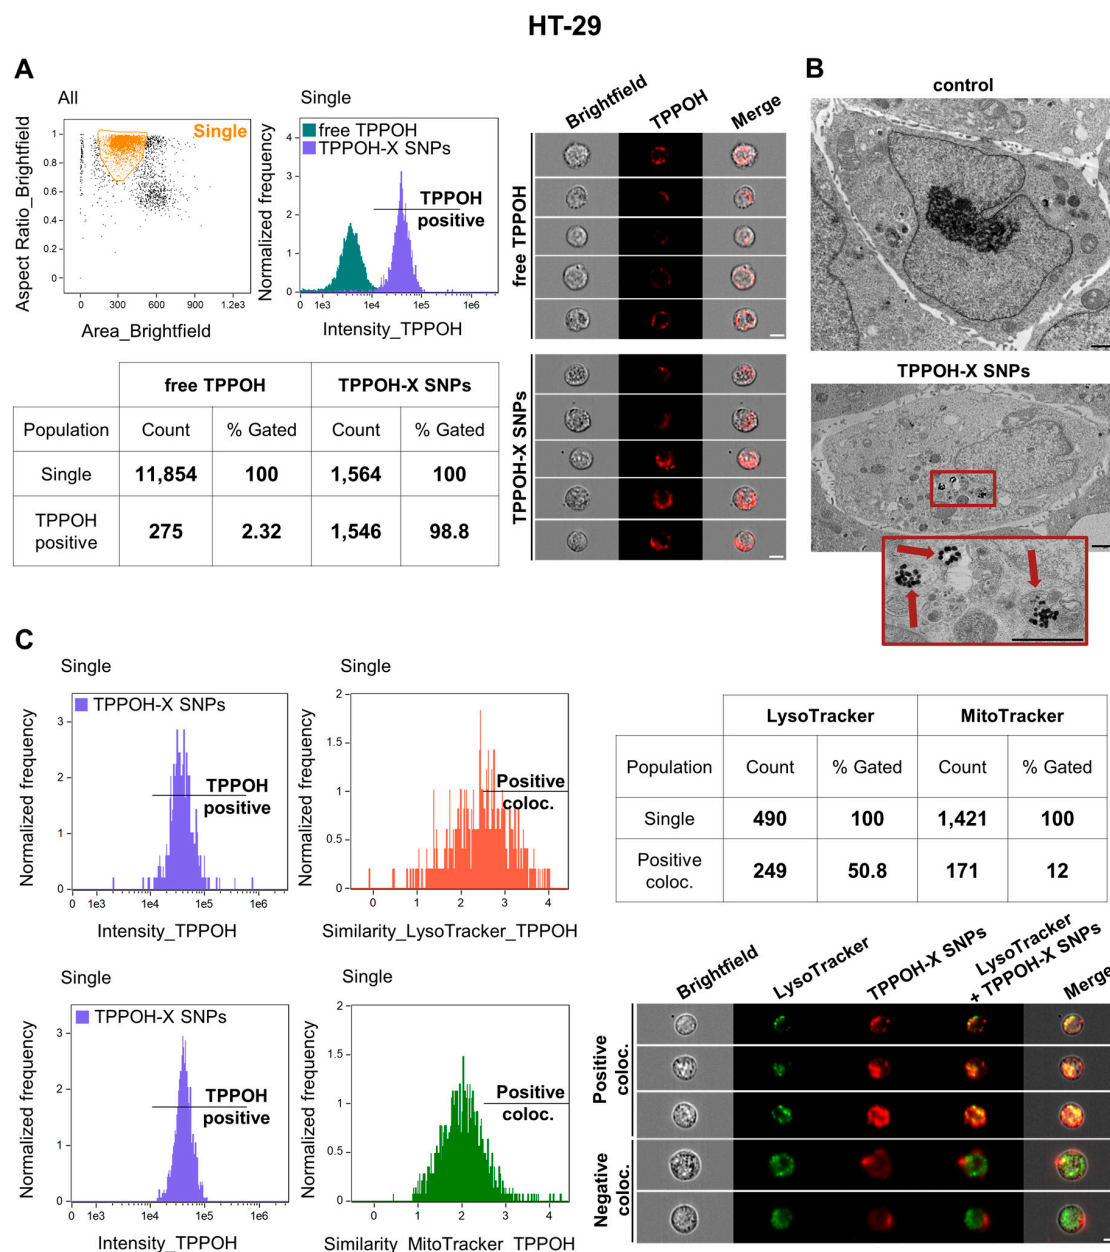 HT-29
A
All
Aspect Ratio_Brightfield
1
0.8
0.6
0.4
0.2
0
Single
0 300 600 900 1.2e3
Area_Brightfield
Single
Normalized frequency
4
3
2
1
0
free TPPOH
TPPOH-X SNPs
TPPOH
positive
0 1e3 1e4 1e5 1e6
Intensity_TPPOH
Brightfield TPPOH Merge
free TPPOH
TPPOH-X SNPs
free TPPOH TPPOH-X SNPs
Population Count % Gated Count % Gated
Single 11,854 100 1,564 100
TPPOH
positive 275 2.32 1,546 98.8
B
control
TPPOH-X SNPs
C
Single
Normalized frequency
3
2
1
0
TPPOH-X SNPs
TPPOH
positive
0 1e3 1e4 1e5 1e6
Intensity_TPPOH
Single
Normalized frequency
2
1.5
1
0.5
0
Positive
coloc.
0 1 2 3 4
Similarity_LysoTracker_TPPOH
LysoTracker MitoTracker
Population Count % Gated Count % Gated
Single 490 100 1,421 100
Positive
coloc. 249 50.8 171 12
Single
Normalized frequency
3
2
1
0
TPPOH-X SNPs
TPPOH
positive
0 1e3 1e4 1e5 1e6
Intensity_TPPOH
Single
Normalized frequency
2
1.5
1
0.5
0
Positive
coloc.
0 1 2 3 4
Similarity_MitoTracker_TPPOH
Brightfield LysoTracker TPPOH-X SNPs LysoTracker
+ TPPOH-X SNPs Merge
Positive
coloc.
Negative
coloc.